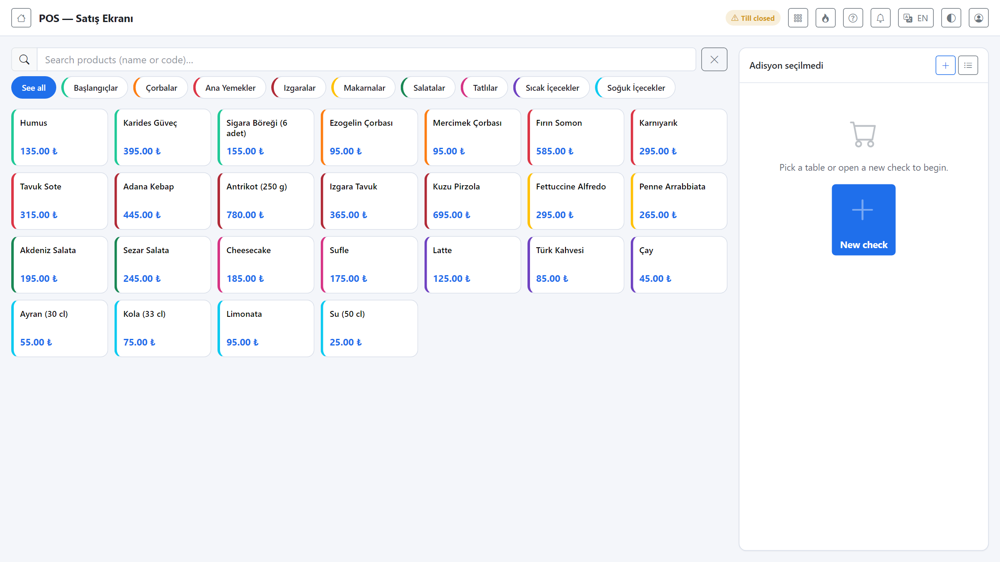 POS — Satış Ekranı
Till closed
EN
Search products (name or code)...
See all
Başlangıçlar
Çorbalar
Ana Yemekler
Izgaralar
Makarnalar
Salatalar
Tatlılar
Sıcak İçecekler
Soğuk İçecekler
Humus
135.00 ₺
Karides Güveç
395.00 ₺
Sigara Böreği (6
adet)
155.00 ₺
Ezogelin Çorbası
95.00 ₺
Mercimek Çorbası
95.00 ₺
Fırın Somon
585.00 ₺
Karnıyarık
295.00 ₺
Tavuk Sote
315.00 ₺
Adana Kebap
445.00 ₺
Antrikot (250 g)
780.00 ₺
Izgara Tavuk
365.00 ₺
Kuzu Pirzola
695.00 ₺
Fettuccine Alfredo
295.00 ₺
Penne Arrabbiata
265.00 ₺
Akdeniz Salata
195.00 ₺
Sezar Salata
245.00 ₺
Cheesecake
185.00 ₺
Sufle
175.00 ₺
Latte
125.00 ₺
Türk Kahvesi
85.00 ₺
Çay
45.00 ₺
Ayran (30 cl)
55.00 ₺
Kola (33 cl)
75.00 ₺
Limonata
95.00 ₺
Su (50 cl)
25.00 ₺
Adisyon seçilmedi
Pick a table or open a new check to begin.
New check